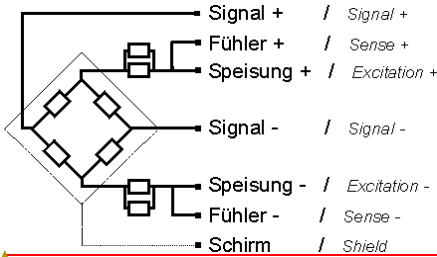 Signal + / Signal +
Fühler + / Sense +
Speisung + / Excitation +
Signal - / Signal -
Speisung - / Excitation -
Fühler - / Sense -
Schirm / Shield